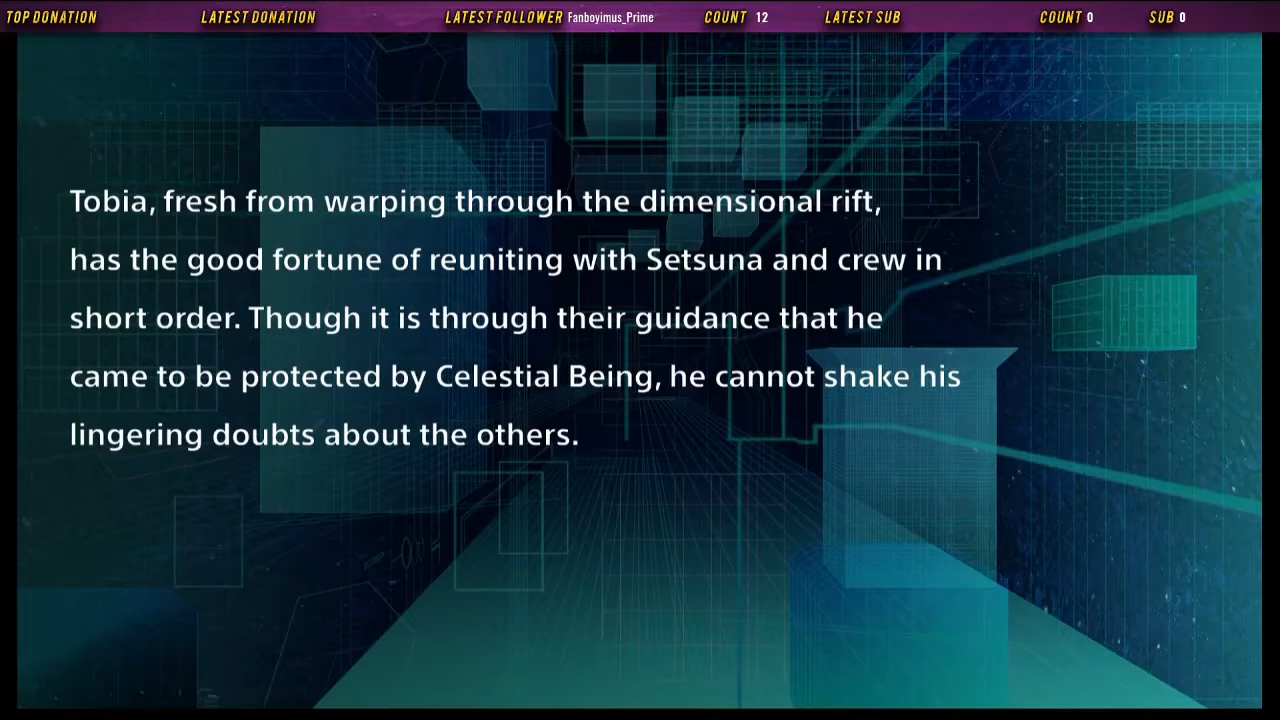 TOP DONATION LATEST DONATION LATEST FOLLOWER Fanboyimus_Prime COUNT 12 LATEST SUB COUNT 0 SUB 0
Tobia, fresh from warping through the dimensional rift,
has the good fortune of reuniting with Setsuna and crew in
short order. Though it is through their guidance that he
came to be protected by Celestial Being, he cannot shake his
lingering doubts about the others.